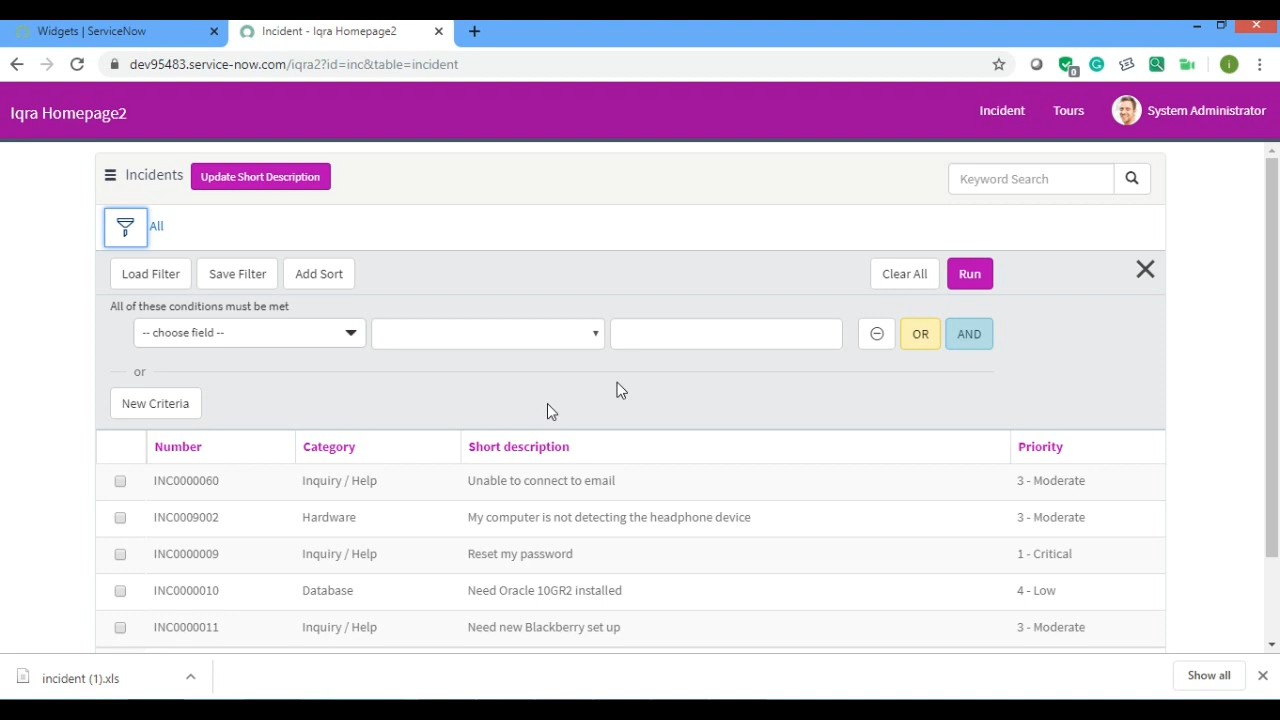 Widgets | ServiceNow
Incident - Iqra Homepage2
dev95483.service-now.com/iqra2?id=inc&table=incident
0
i
Iqra Homepage2
Incident
Tours
System Administrator
Incidents
Update Short Description
Keyword Search
All
Load Filter
Save Filter
Add Sort
Clear All
Run
All of these conditions must be met
-- choose field --
OR
AND
or
New Criteria
Number Category Short description Priority
INC0000060 Inquiry / Help Unable to connect to email 3 - Moderate
INC0009002 Hardware My computer is not detecting the headphone device 3 - Moderate
INC0000009 Inquiry / Help Reset my password 1 - Critical
INC0000010 Database Need Oracle 10GR2 installed 4 - Low
INC0000011 Inquiry / Help Need new Blackberry set up 3 - Moderate
incident (1).xls
Show all